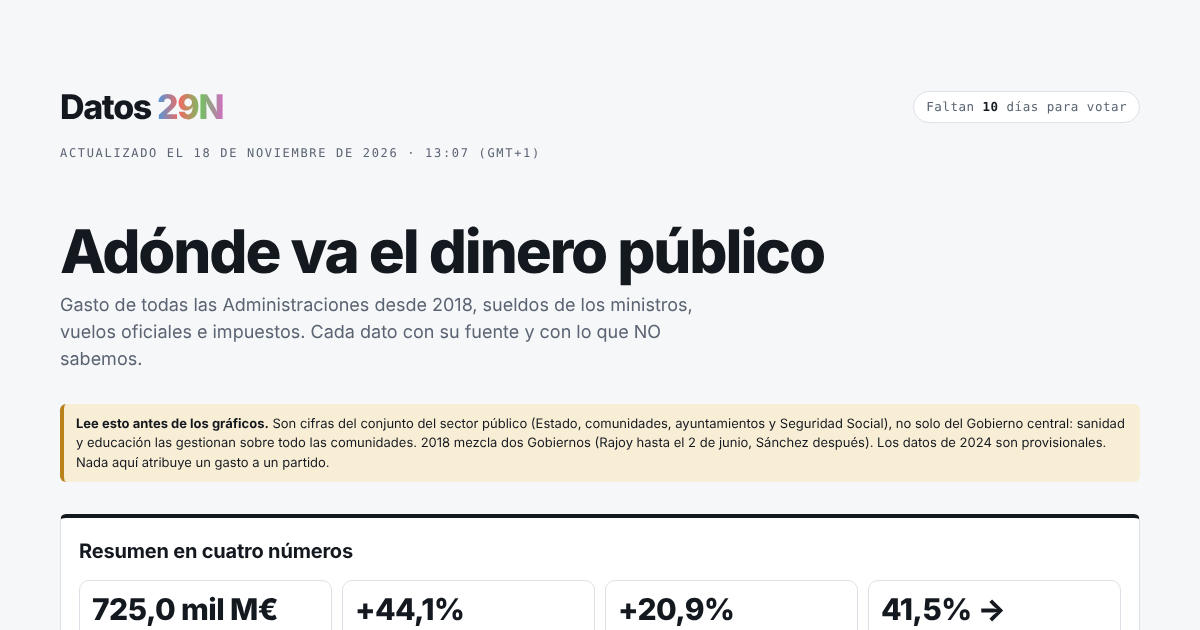 Datos 29N
Faltan 10 días para votar
ACTUALIZADO EL 18 DE NOVIEMBRE DE 2026 · 13:07 (GMT+1)
Adónde va el dinero público
Gasto de todas las Administraciones desde 2018, sueldos de los ministros,
vuelos oficiales e impuestos. Cada dato con su fuente y con lo que NO
sabemos.
Lee esto antes de los gráficos. Son cifras del conjunto del sector público (Estado, comunidades, ayuntamientos y Seguridad Social), no solo del Gobierno central: sanidad
y educación las gestionan sobre todo las comunidades. 2018 mezcla dos Gobiernos (Rajoy hasta el 2 de junio, Sánchez después). Los datos de 2024 son provisionales.
Nada aquí atribuye un gasto a un partido.
Resumen en cuatro números
725,0 mil M€
+44,1%
+20,9%
41,5% →